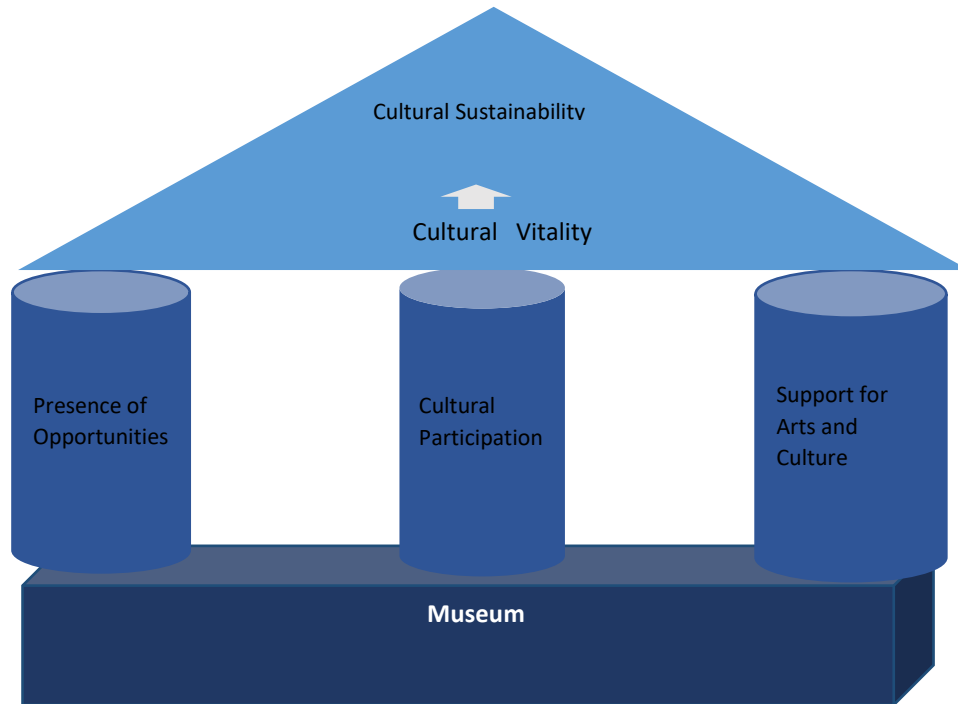 Cultural Sustainability
Cultural Vitality
Presence of
Opportunities
Cultural
Participation
Support for
Arts and
Culture
Museum